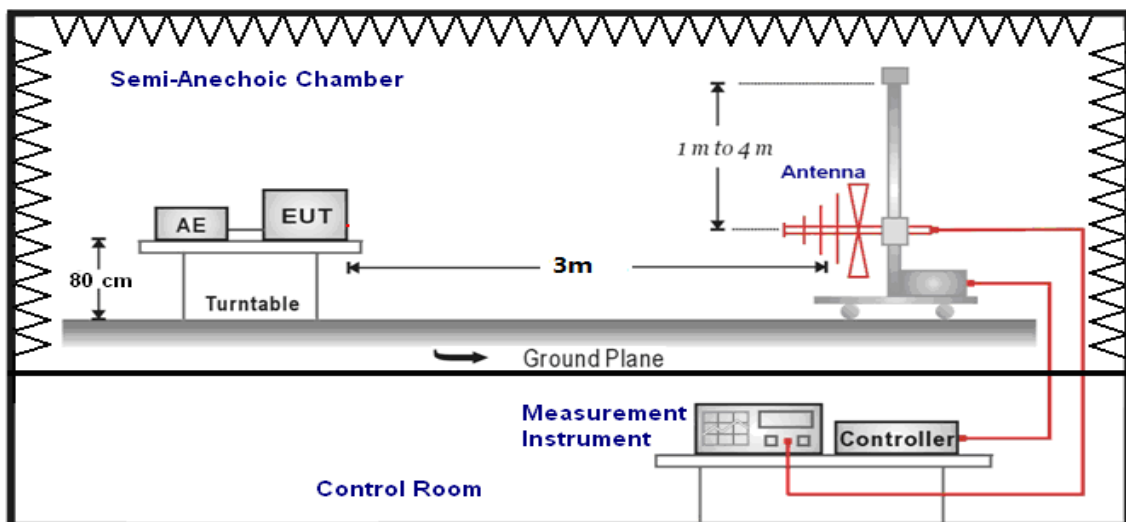 Semi-Anechoic Chamber
1 m to 4 m
Antenna
AE
EUT
80 cm
3m
Turntable
Ground Plane
Measurement
Instrument
Controller
Control Room